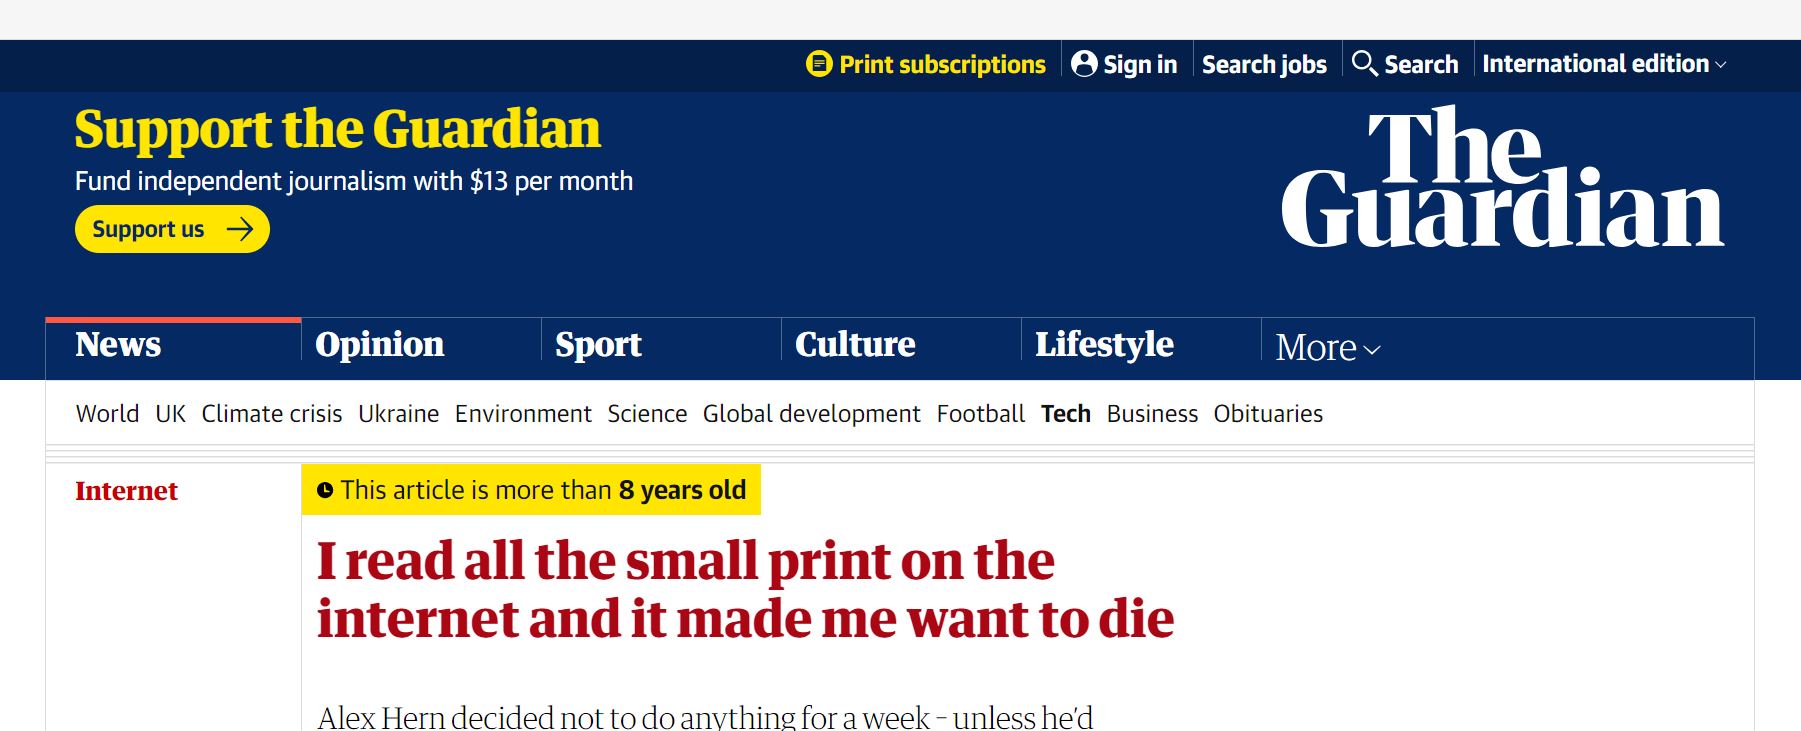 Print subscriptions
Sign in
Search jobs
Search
International edition
Support the Guardian
Fund independent journalism with $13 per month
Support us
The
Guardian
News
Opinion
Sport
Culture
Lifestyle
More
World UK Climate crisis Ukraine Environment Science Global development Football Tech Business Obituaries
Internet
This article is more than 8 years old
I read all the small print on the
internet and it made me want to die
Alex Hern decided not to do anything for a week – unless he'd